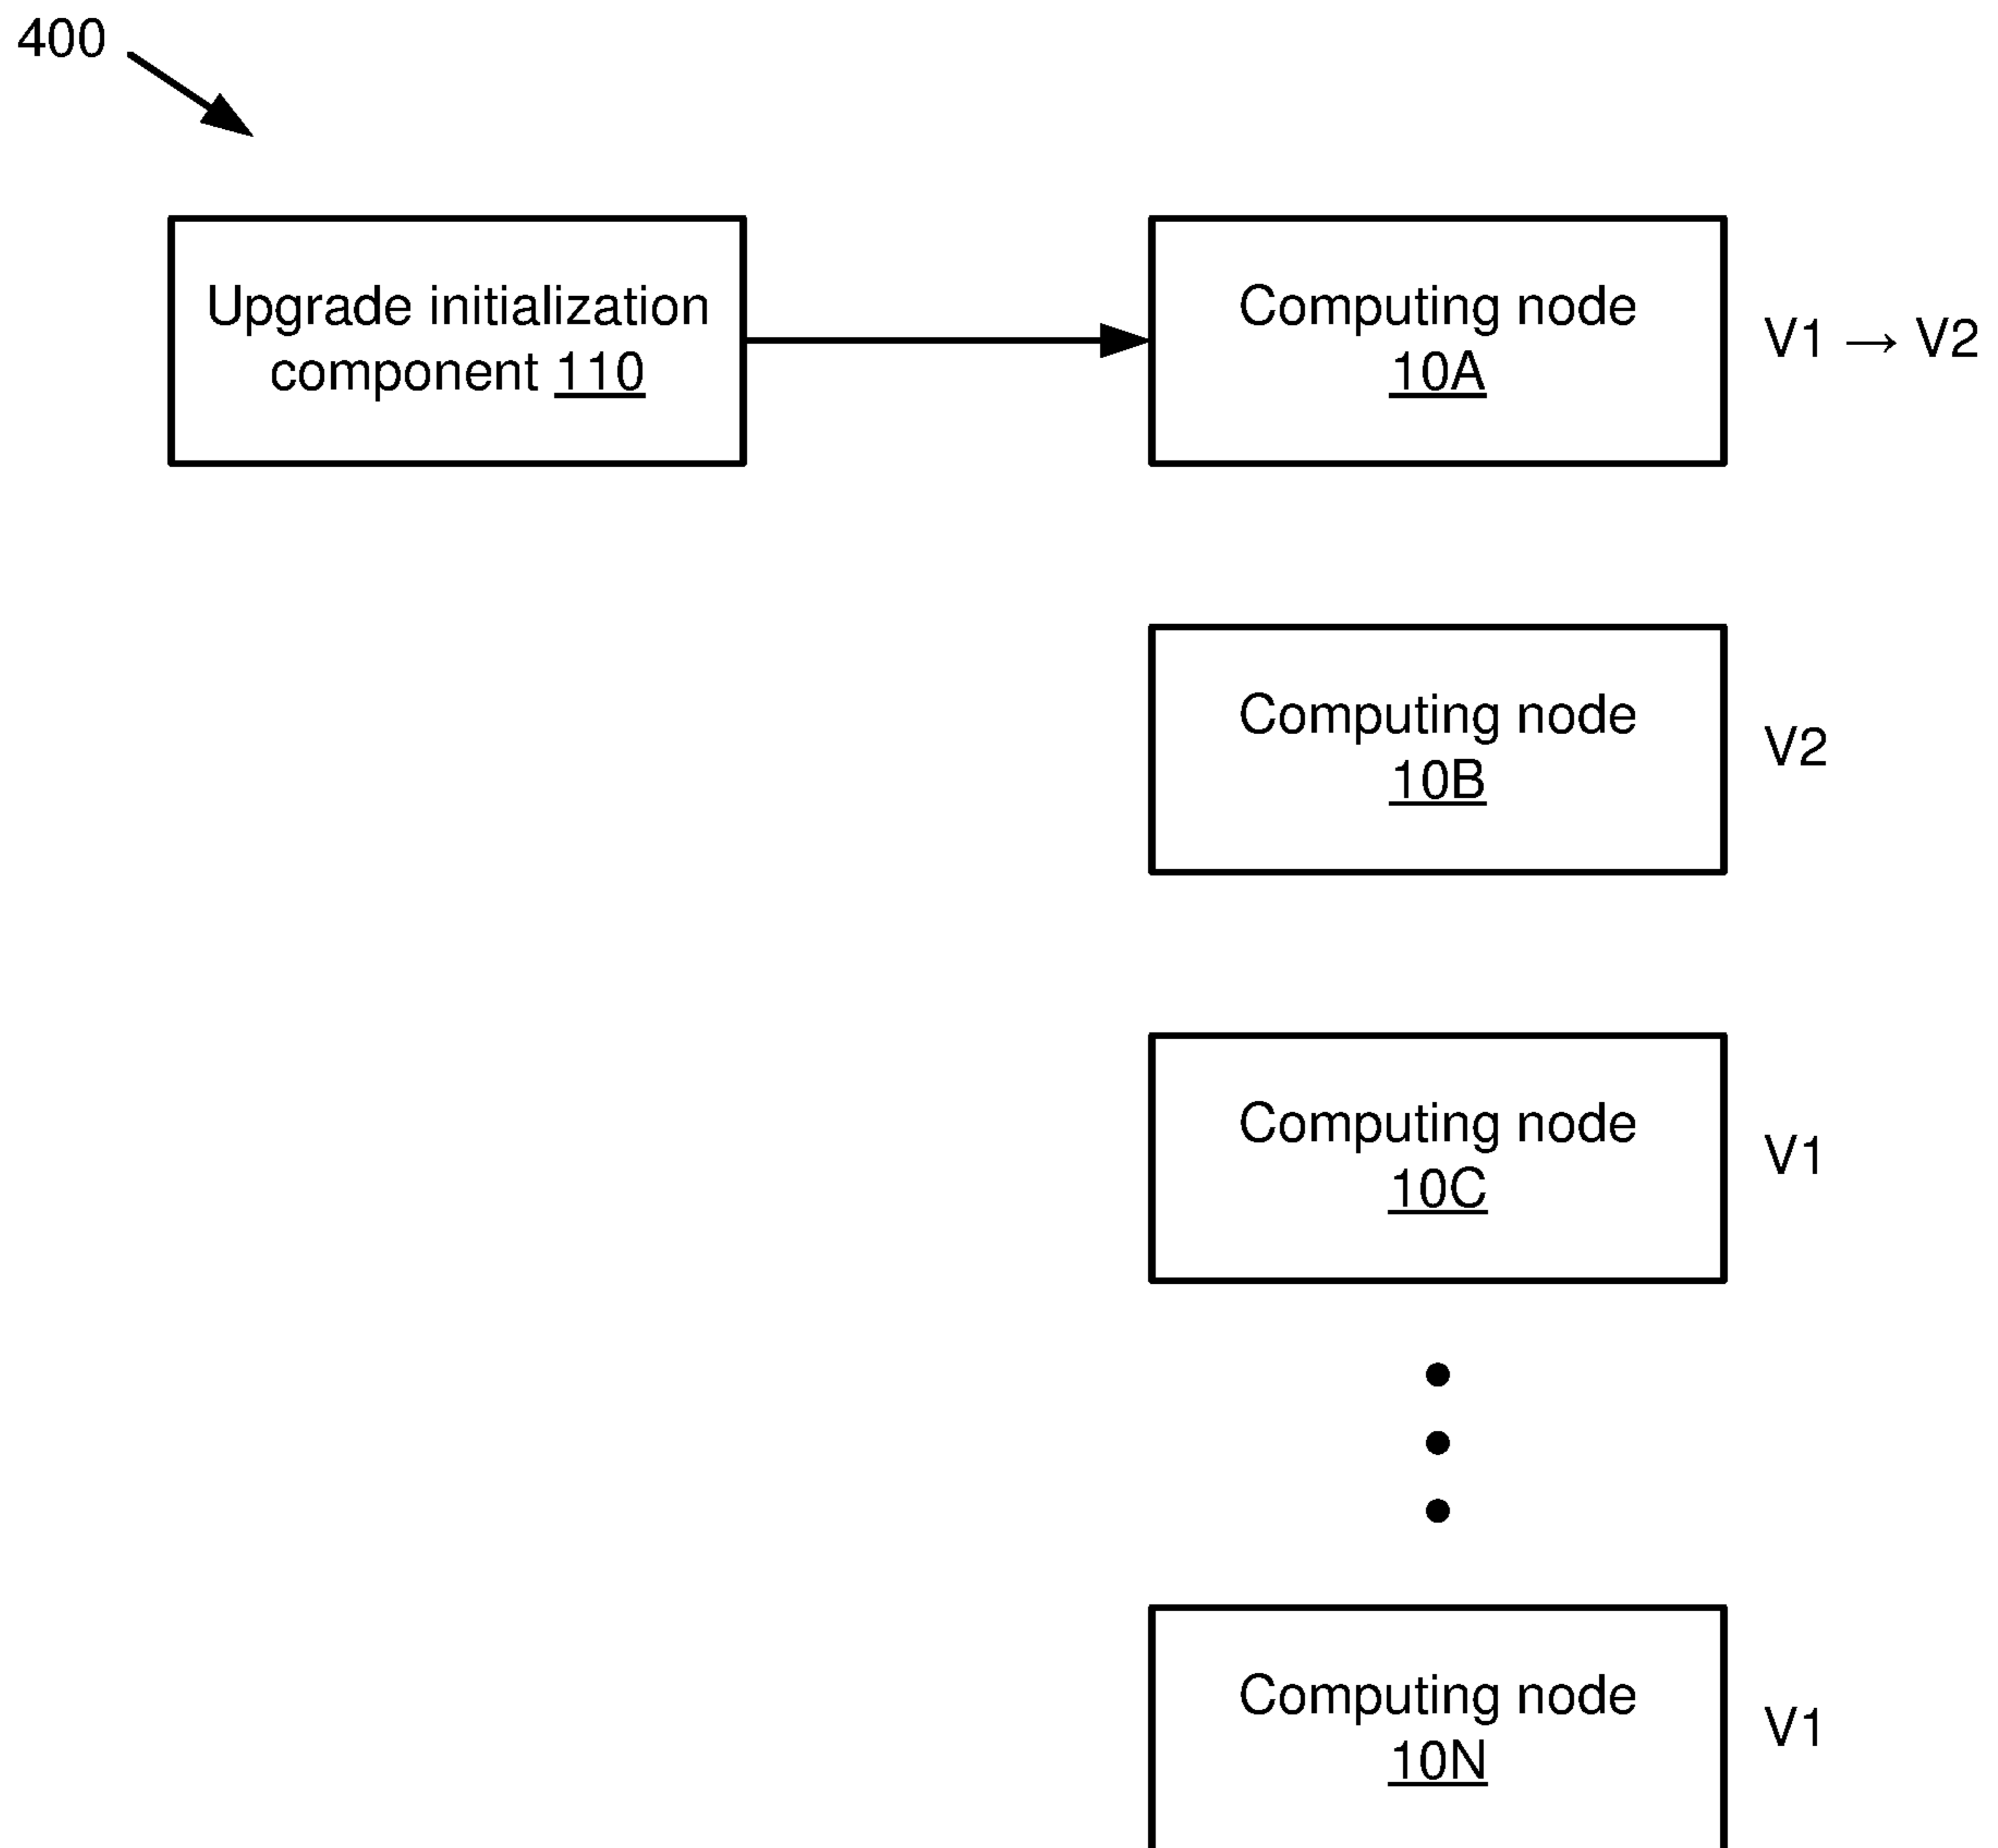 400
Upgrade initialization
component 110
Computing node
10A
V1 → V2
Computing node
10B
V2
Computing node
10C
V1
Computing node
10N
V1